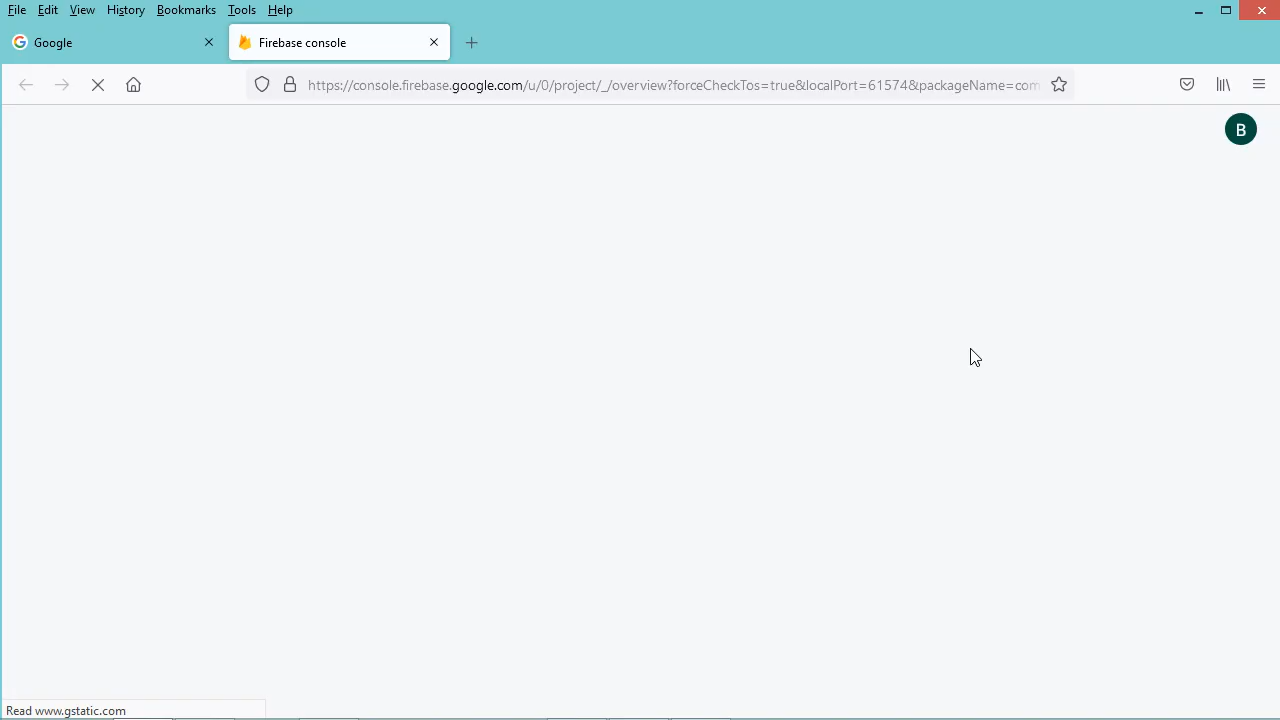 File Edit View History Bookmarks Tools Help
Google
Firebase console
https://console.firebase.google.com/u/0/project/_/overview?forceCheckTos=true&localPort=61574&packageName=com
B
Read www.gstatic.com